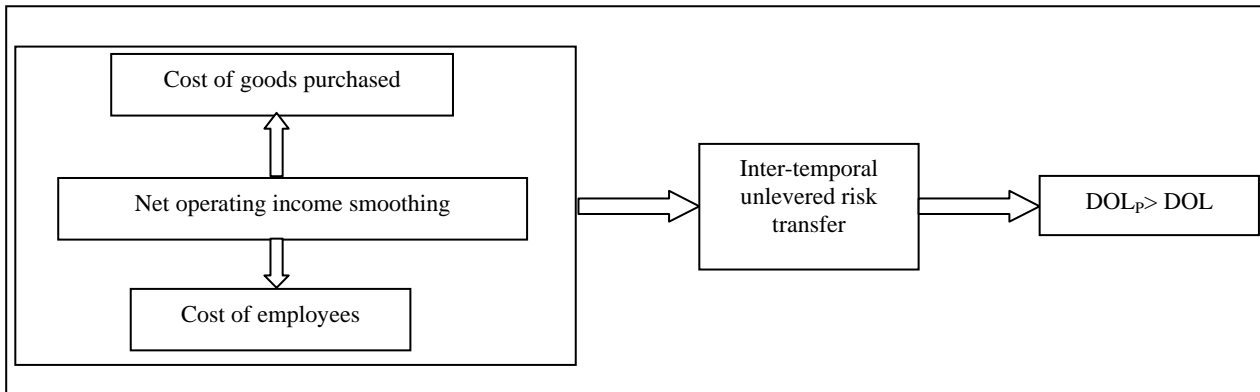 Cost of goods purchased
Net operating income smoothing
Cost of employees
Inter-temporal
unlevered risk
transfer
DOLP> DOL